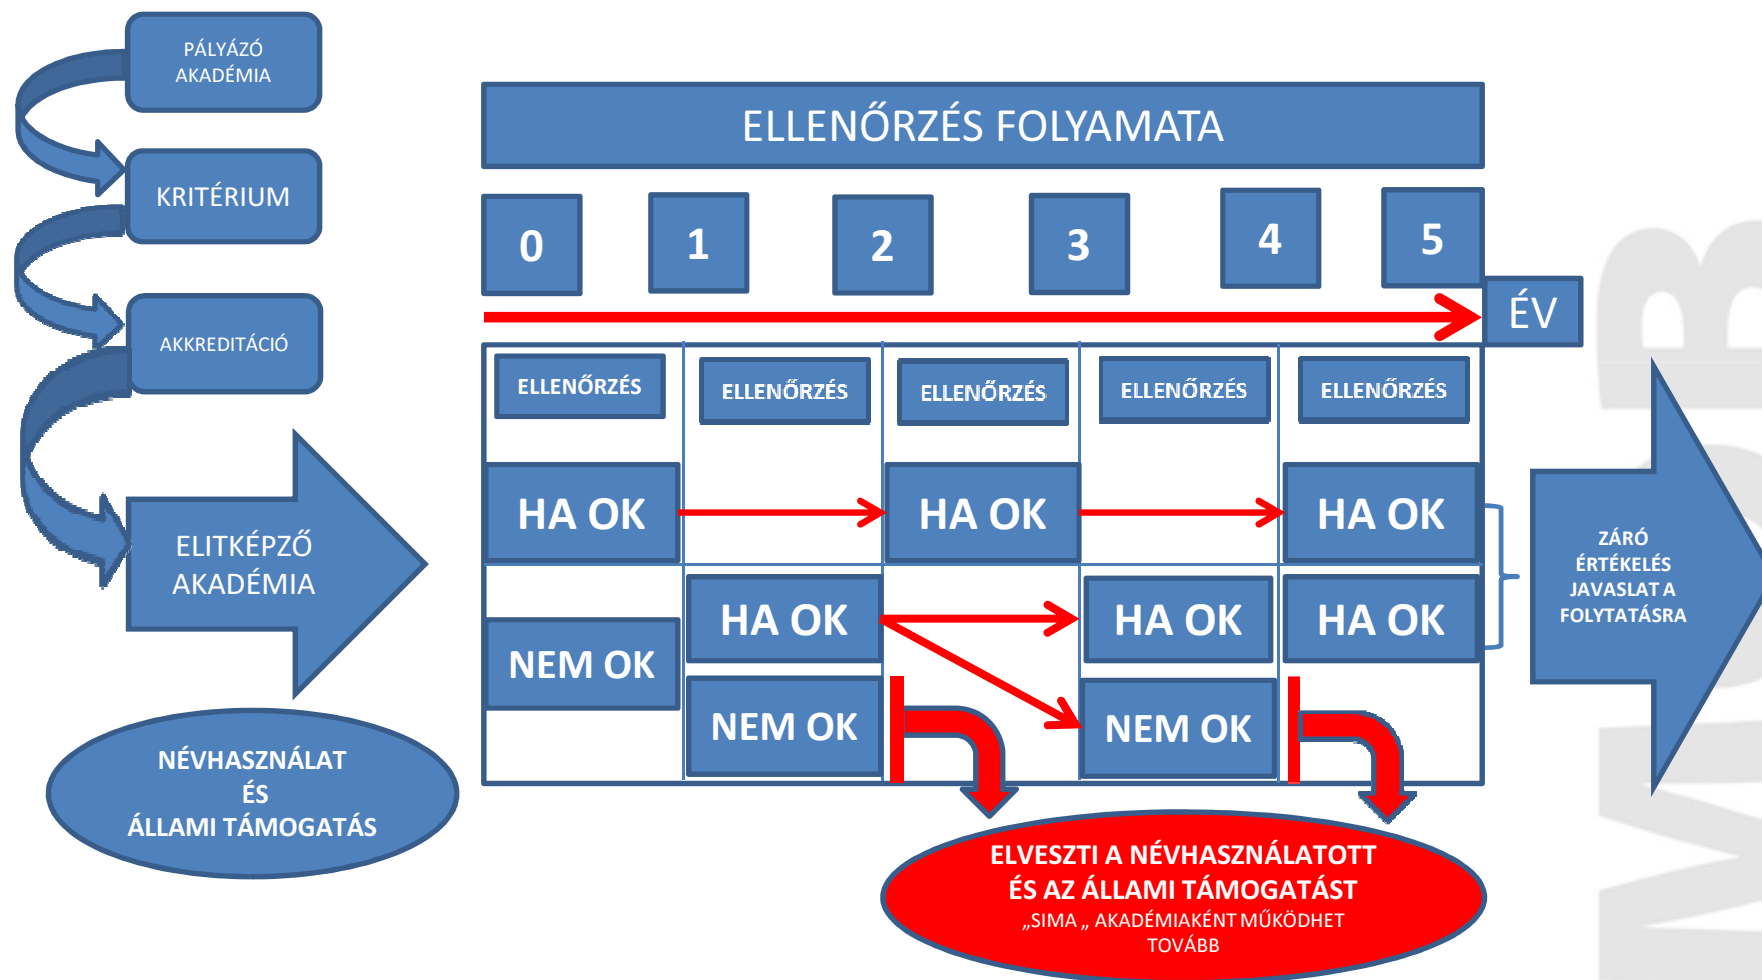 PÁLYÁZÓ
AKADÉMIA
KRITÉRIUM
AKKREDITÁCIÓ
ELITKÉPZŐ
AKADÉMIA
NÉVHASZNÁLAT
ÉS
ÁLLAMI TÁMOGATÁS
ELLENŐRZÉS FOLYAMATA
0 1 2 3 4 5
ÉV
ELLENŐRZÉS ELLENŐRZÉS ELLENŐRZÉS ELLENŐRZÉS ELLENŐRZÉS
HA OK HA OK HA OK
HA OK HA OK HA OK
NEM OK
NEM OK NEM OK
ZÁRÓ
ÉRTÉKELÉS
JAVASLAT A
FOLYTATÁSRA
ELVESZTI A NÉVHASZNÁLATOTT
ÉS AZ ÁLLAMI TÁMOGATÁST
„SIMA „ AKADÉMIAKÉNT MŰKÖDHET
TOVÁBB